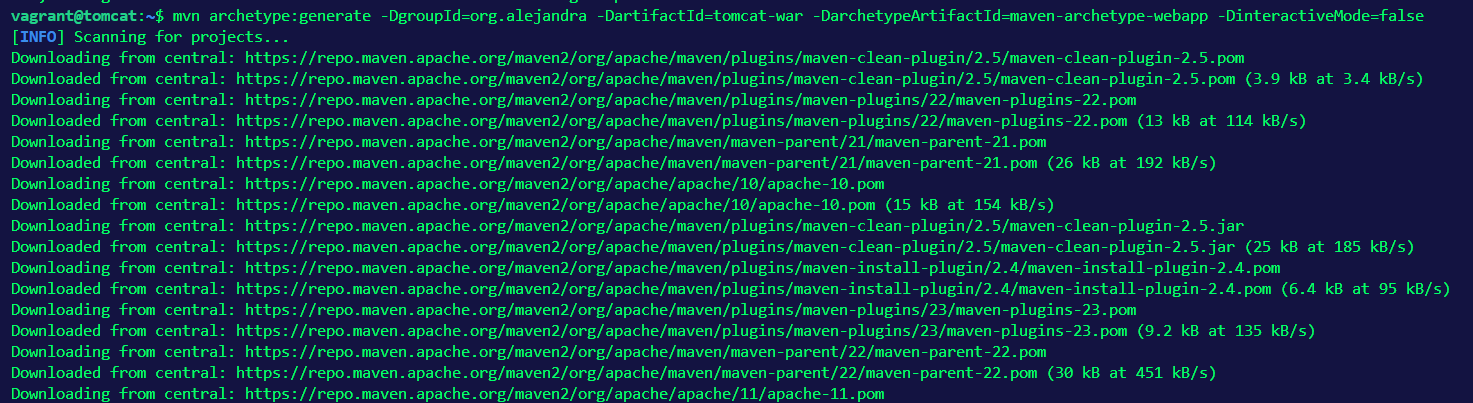 vagrant@tomcat:~$ mvn archetype:generate -DgroupId=org.alejandra -DartifactId=tomcat-war -DarchetypeArtifactId=maven-archetype-webapp -DinteractiveMode=false
[INFO] Scanning for projects...
Downloading from central: https://repo.maven.apache.org/maven2/org/apache/maven/plugins/maven-clean-plugin/2.5/maven-clean-plugin-2.5.pom
Downloaded from central: https://repo.maven.apache.org/maven2/org/apache/maven/plugins/maven-clean-plugin/2.5/maven-clean-plugin-2.5.pom (3.9 kB at 3.4 kB/s)
Downloading from central: https://repo.maven.apache.org/maven2/org/apache/maven/plugins/maven-plugins/22/maven-plugins-22.pom
Downloaded from central: https://repo.maven.apache.org/maven2/org/apache/maven/plugins/maven-plugins/22/maven-plugins-22.pom (13 kB at 114 kB/s)
Downloading from central: https://repo.maven.apache.org/maven2/org/apache/maven/maven-parent/21/maven-parent-21.pom
Downloaded from central: https://repo.maven.apache.org/maven2/org/apache/maven/maven-parent/21/maven-parent-21.pom (26 kB at 192 kB/s)
Downloading from central: https://repo.maven.apache.org/maven2/org/apache/apache/10/apache-10.pom
Downloaded from central: https://repo.maven.apache.org/maven2/org/apache/apache/10/apache-10.pom (15 kB at 154 kB/s)
Downloading from central: https://repo.maven.apache.org/maven2/org/apache/maven/plugins/maven-clean-plugin/2.5/maven-clean-plugin-2.5.jar
Downloaded from central: https://repo.maven.apache.org/maven2/org/apache/maven/plugins/maven-clean-plugin/2.5/maven-clean-plugin-2.5.jar (25 kB at 185 kB/s)
Downloading from central: https://repo.maven.apache.org/maven2/org/apache/maven/plugins/maven-install-plugin/2.4/maven-install-plugin-2.4.pom
Downloaded from central: https://repo.maven.apache.org/maven2/org/apache/maven/plugins/maven-install-plugin/2.4/maven-install-plugin-2.4.pom (6.4 kB at 95 kB/s)
Downloading from central: https://repo.maven.apache.org/maven2/org/apache/maven/plugins/maven-plugins/23/maven-plugins-23.pom
Downloaded from central: https://repo.maven.apache.org/maven2/org/apache/maven/plugins/maven-plugins/23/maven-plugins-23.pom (9.2 kB at 135 kB/s)
Downloading from central: https://repo.maven.apache.org/maven2/org/apache/maven/maven-parent/22/maven-parent-22.pom
Downloaded from central: https://repo.maven.apache.org/maven2/org/apache/maven/maven-parent/22/maven-parent-22.pom (30 kB at 451 kB/s)
Downloading from central: https://repo.maven.apache.org/maven2/org/apache/apache/11/apache-11.pom